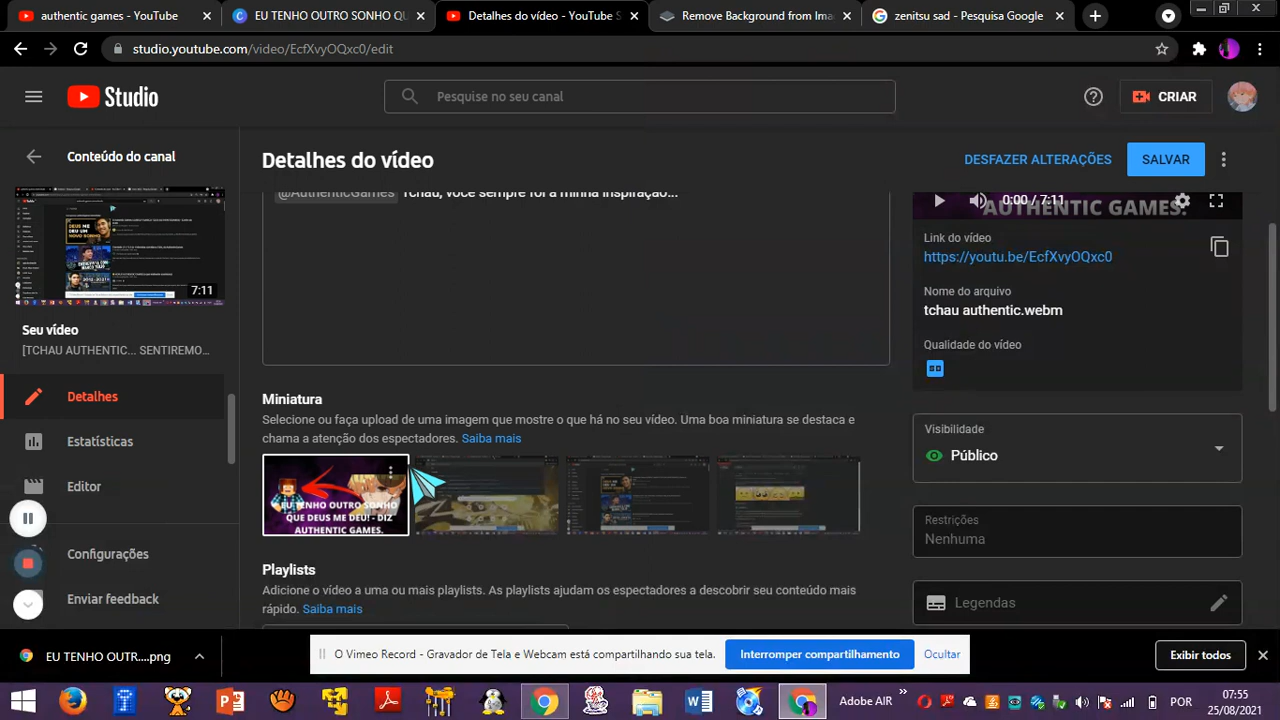 authentic games - YouTube
EU TENHO OUTRO SONHO QU
Detalhes do vídeo - YouTube S
Remove Background from Ima
zenitsu sad - Pesquisa Google
studio.youtube.com/video/EcfXvyOQxc0/edit
Studio
Pesquise no seu canal
CRIAR
Conteúdo do canal
Detalhes do vídeo
DESFAZER ALTERAÇÕES
SALVAR
@AuthenticGames Tchau, você sempre foi a minha inspiração...
0:00 / 7:11
AUTHENTIC GAMES.
DEUS ME DEU UM NOVO SONHO
7:11
Link do vídeo
https://youtu.be/EcfXvyOQxc0
Nome do arquivo
tchau authentic.webm
Qualidade do vídeo
SD
Seu vídeo
[TCHAU AUTHENTIC... SENTIREMO...
Detalhes
Estatísticas
Editor
Configurações
Enviar feedback
Miniatura
Selecione ou faça upload de uma imagem que mostre o que há no seu vídeo. Uma boa miniatura se destaca e
chama a atenção dos espectadores. Saiba mais
EU TENHO OUTRO SONHO
QUE DEUS ME DEU! - DIZ
AUTHENTIC GAMES.
Playlists
Adicione o vídeo a uma ou mais playlists. As playlists ajudam os espectadores a descobrir seu conteúdo mais
rápido. Saiba mais
Visibilidade
Público
Restrições
Nenhuma
Legendas
EU TENHO OUTR....png
O Vimeo Record - Gravador de Tela e Webcam está compartilhando sua tela.
Interromper compartilhamento
Ocultar
Exibir todos
Adobe AIR
POR
07:55
25/08/2021